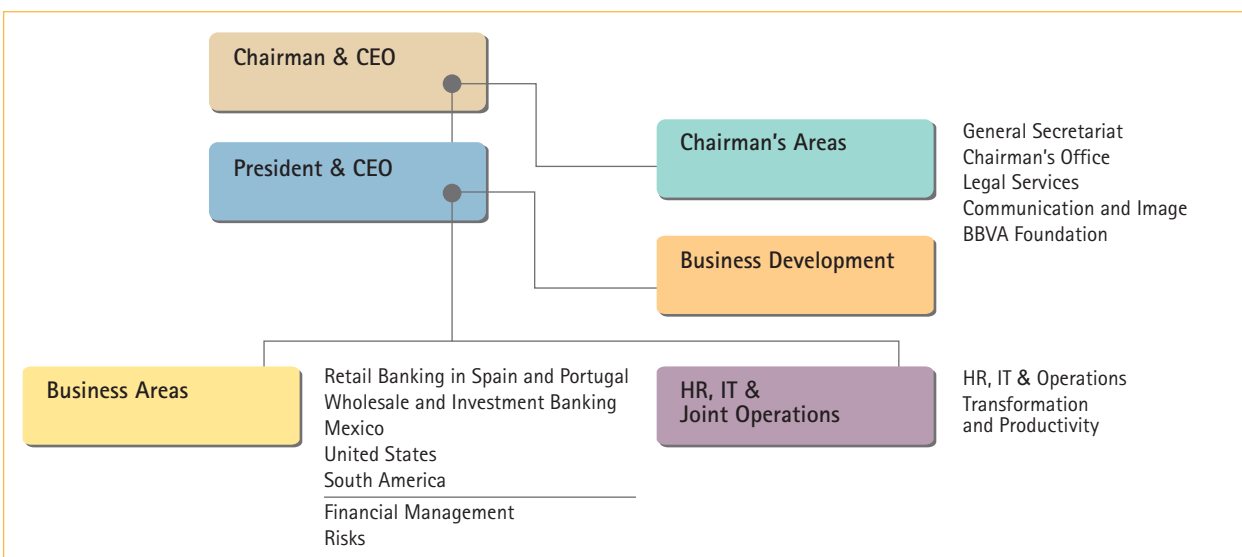 Chairman & CEO
President & CEO
Chairman's Areas
General Secretariat
Chairman's Office
Legal Services
Communication and Image
BBVA Foundation
Business Development
Business Areas
Retail Banking in Spain and Portugal
Wholesale and Investment Banking
Mexico
United States
South America
Financial Management
Risks
HR, IT &
Joint Operations
HR, IT & Operations
Transformation
and Productivity